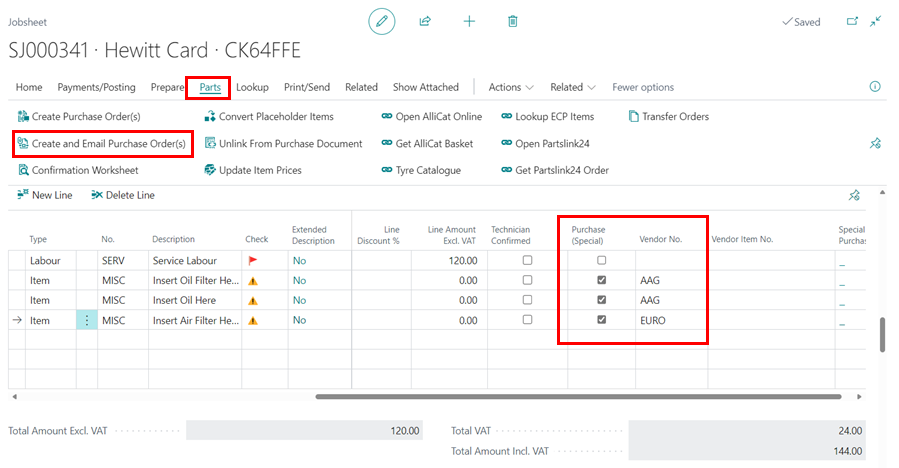 Jobsheet
Saved
SJ000341 · Hewitt Card · CK64FFE
Home Payments/Posting Prepare Parts Lookup Print/Send Related Show Attached Actions Related Fewer options
Create Purchase Order(s) Convert Placeholder Items Open AlliCat Online Lookup ECP Items Transfer Orders
Create and Email Purchase Order(s) Unlink From Purchase Document Get AlliCat Basket Open Partslink24
Confirmation Worksheet Update Item Prices Tyre Catalogue Get Partslink24 Order
New Line Delete Line
Type No. Description Check Extended Description Line Discount % Line Amount Excl. VAT Technician Confirmed Purchase (Special) Vendor No. Vendor Item No. Special Purchas
Labour SERV Service Labour No 120.00 _
Item MISC Insert Oil Filter He... No 0.00 AAG _
Item MISC Insert Oil Here No 0.00 AAG _
Item MISC Insert Air Filter He... No 0.00 EURO _
Total Amount Excl. VAT 120.00 Total VAT 24.00
Total Amount Incl. VAT 144.00